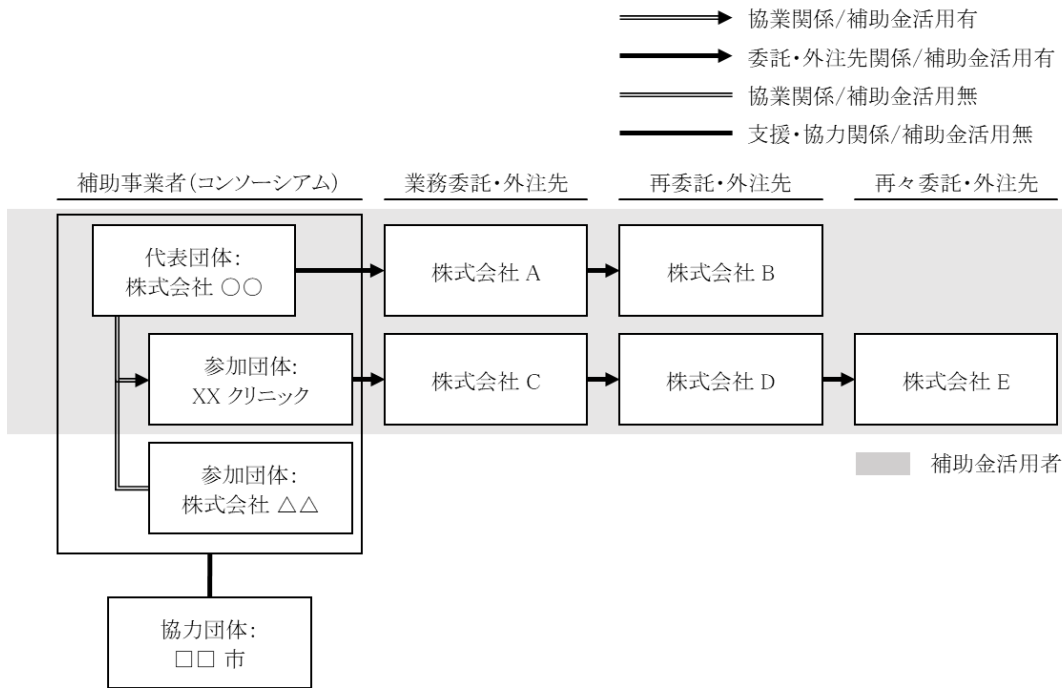 協業関係/補助金活用有
委託・外注先関係/補助金活用有
協業関係/補助金活用無
支援・協力関係/補助金活用無
補助事業者(コンソーシアム)
業務委託・外注先
再委託・外注先
再々委託・外注先
代表団体:
株式会社 〇〇
株式会社 A
株式会社 B
参加団体:
XX クリニック
株式会社 C
株式会社 D
株式会社 E
参加団体:
株式会社 △△
補助金活用者
協力団体:
□□ 市